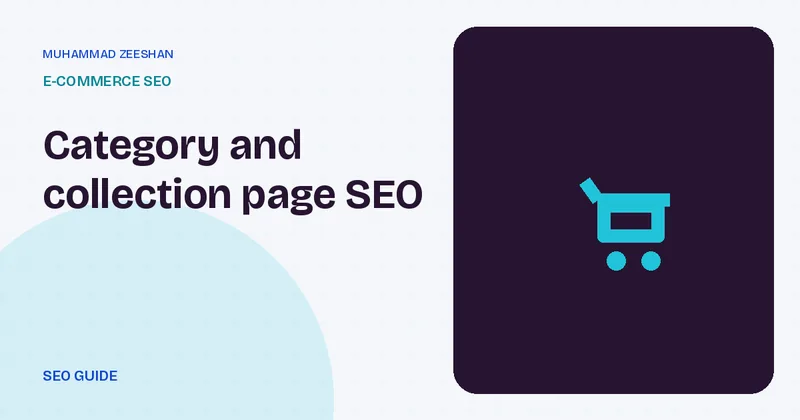 MUHAMMAD ZEESHAN
E-COMMERCE SEO
Category and
collection page SEO
SEO GUIDE